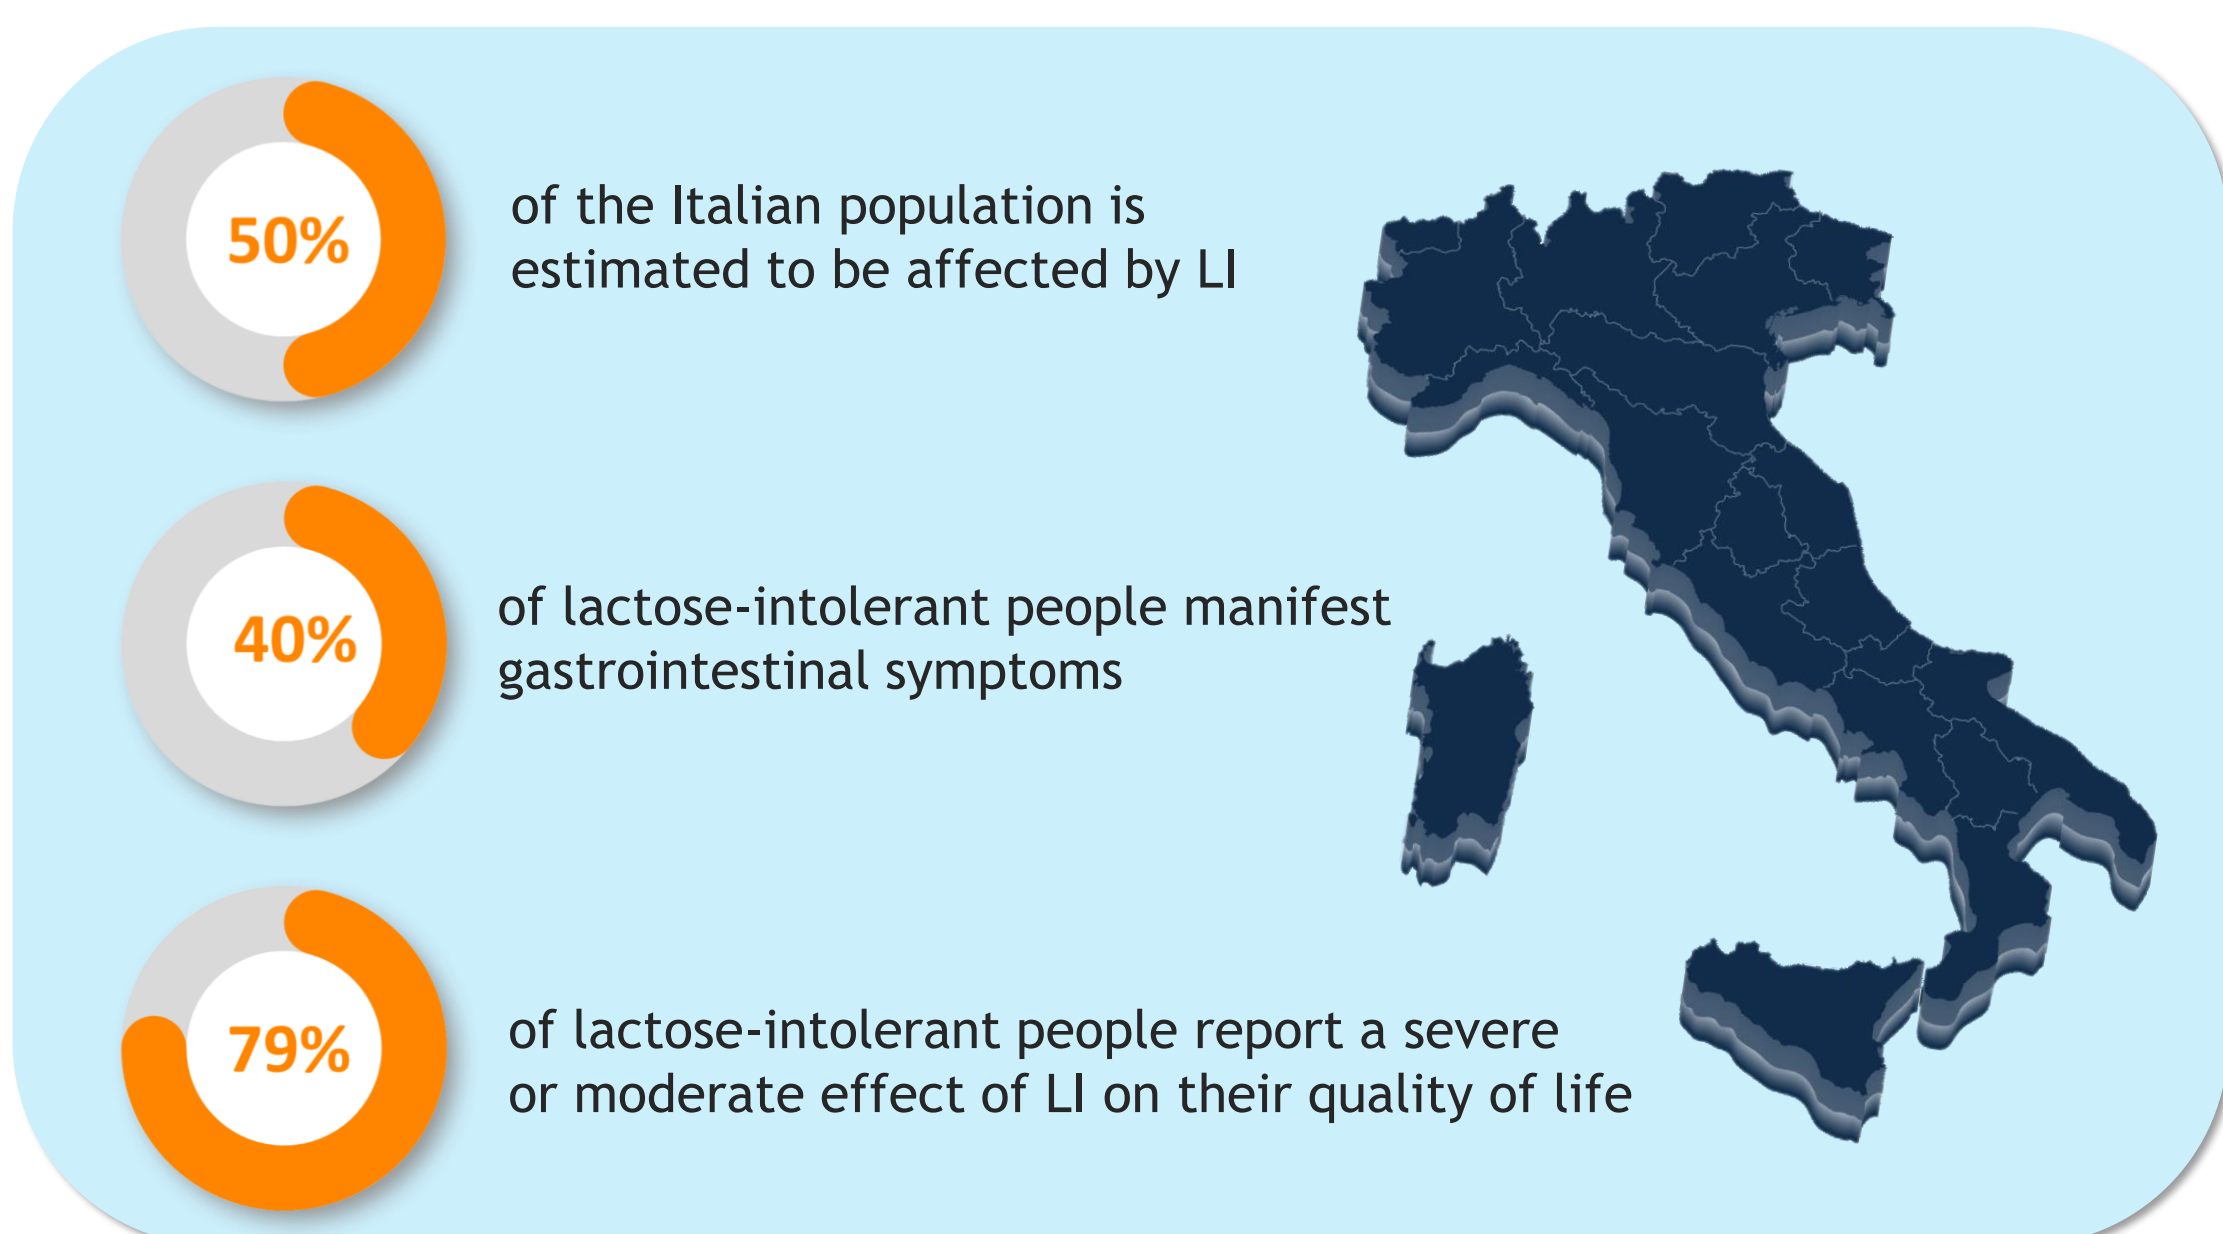 50%
of the Italian population is
estimated to be affected by LI
40%
of lactose-intolerant people manifest
gastrointestinal symptoms
79%
of lactose-intolerant people report a severe
or moderate effect of LI on their quality of life